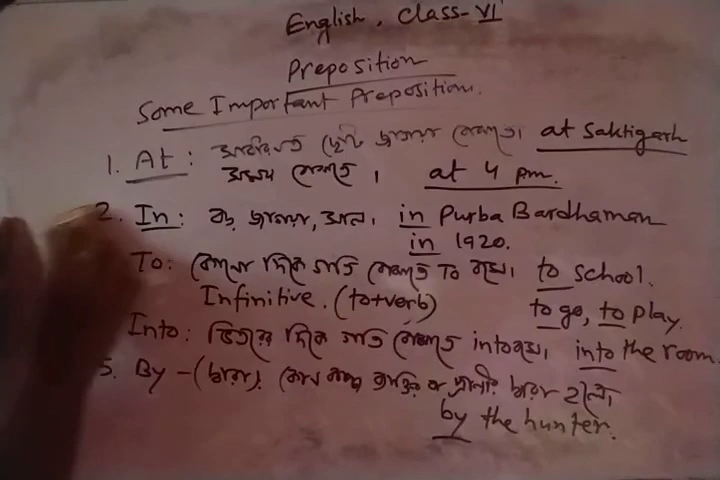 English, Class-VI
Preposition
Some Important Preposition.
1. At: সাধারণত ছোট জায়গা বোঝাতে। at Saktigarh
সময় বোঝাতে। at 4 pm.
2. In: বড় জায়গা, সাল। in Purba Bardhaman
in 1920.
To: কোনো দিকে গতি বোঝাতে To হয়। to school.
Infinitive. (to+verb) to go, to play.
Into: ভিতরের দিকে গতি বোঝাতে into হয়। into the room.
5. By - (দ্বারা). কোন কাজ ব্যক্তি বা প্রাণীর দ্বারা হলে
by the hunter.